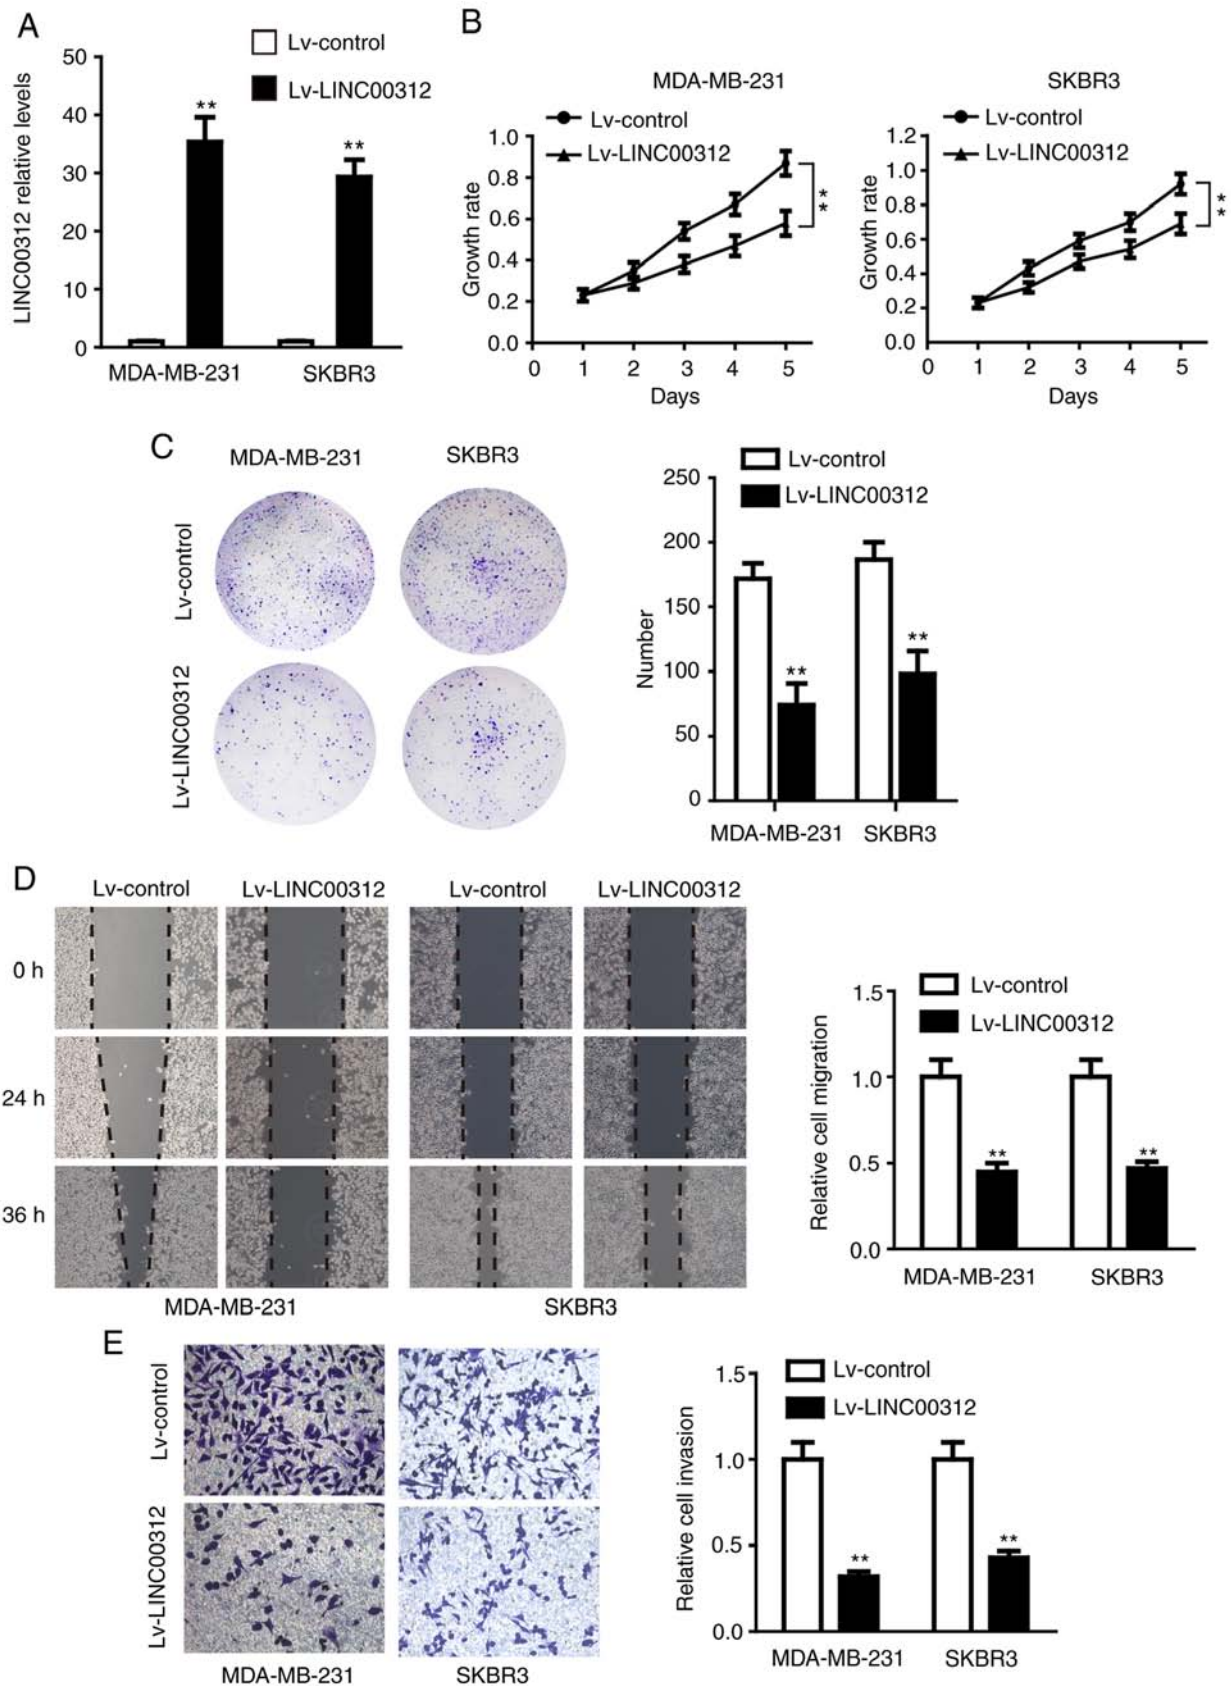 A
Lv-control
Lv-LINC00312
50
40
30
20
10
0
LINC00312 relative levels
**
**
MDA-MB-231
SKBR3
B
MDA-MB-231
Lv-control
Lv-LINC00312
1.0
0.8
0.6
0.4
0.2
0.0
Growth rate
**
0 1 2 3 4 5
Days
SKBR3
Lv-control
Lv-LINC00312
1.2
1.0
0.8
0.6
0.4
0.2
0.0
Growth rate
**
0 1 2 3 4 5
Days
C
MDA-MB-231
SKBR3
Lv-control
Lv-LINC00312
Lv-control
Lv-LINC00312
250
200
150
100
50
0
Number
**
**
MDA-MB-231
SKBR3
D
Lv-control
Lv-LINC00312
Lv-control
Lv-LINC00312
0 h
24 h
36 h
MDA-MB-231
SKBR3
Lv-control
Lv-LINC00312
1.5
1.0
0.5
0.0
Relative cell migration
**
**
MDA-MB-231
SKBR3
E
Lv-control
Lv-LINC00312
MDA-MB-231
SKBR3
Lv-control
Lv-LINC00312
1.5
1.0
0.5
0.0
Relative cell invasion
**
**
MDA-MB-231
SKBR3